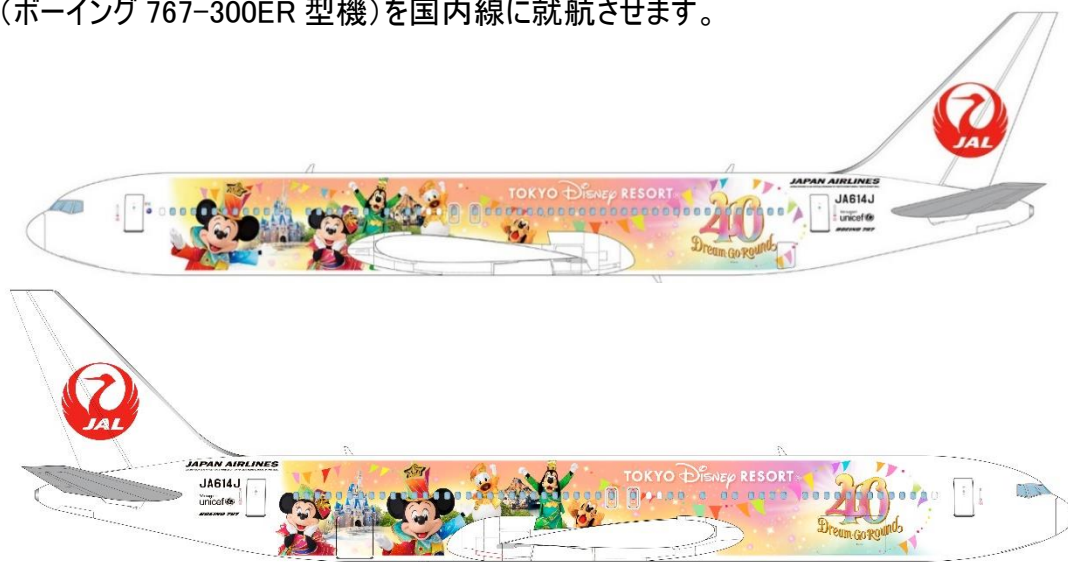 （ボーイング 767-300ER 型機）を国内線に就航させます。
JAL
JAPAN AIRLINES
TOKYO Disney RESORT
JA614J
unicef
40
BOEING 767
Dream Go Round
JAL
JAPAN AIRLINES
TOKYO Disney RESORT
JA614J
unicef
40
BOEING 767
Dream Go Round